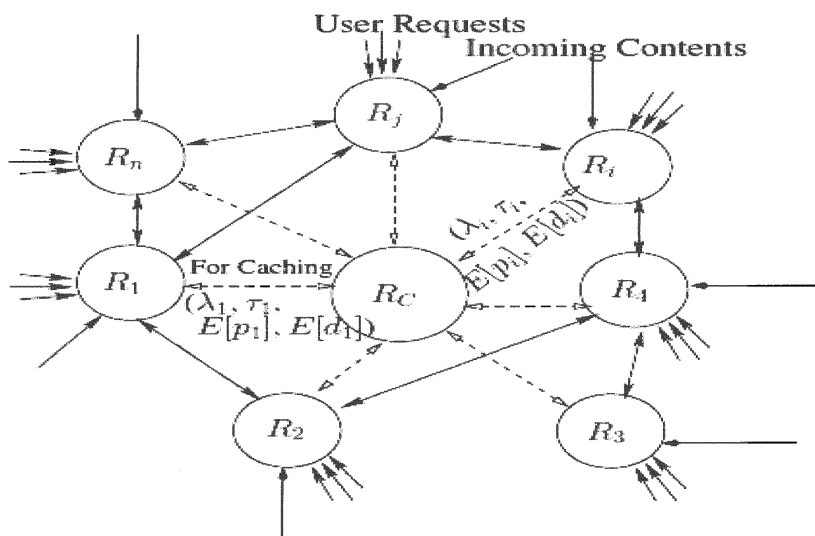 User Requests
Incoming Contents
R_j
R_n
R_i
(λ_i, τ_i,
E[p_i], E[d_i])
R_1
For Caching
R_C
R_4
(λ_1, τ_1,
E[p_1], E[d_1])
R_2
R_3